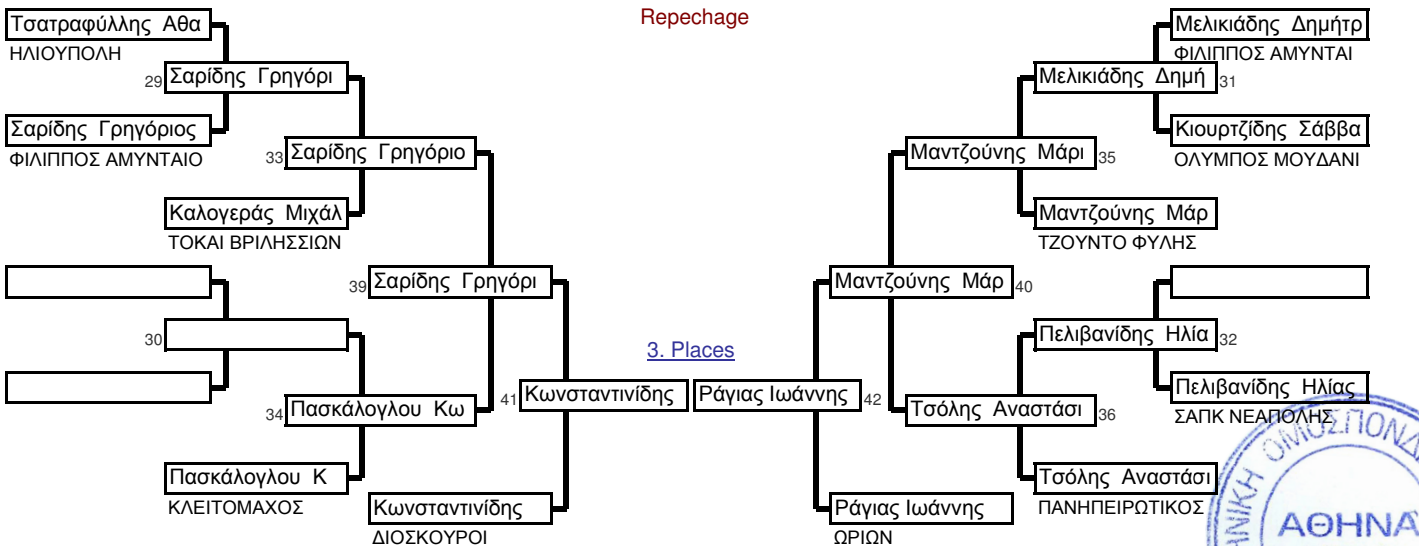 Repechage
Τσατραφύλλης Αθα
ΗΛΙΟΥΠΟΛΗ
29 Σαρίδης Γρηγόρι
Σαρίδης Γρηγόριος
ΦΙΛΙΠΠΟΣ ΑΜΥΝΤΑΙΟ
33 Σαρίδης Γρηγόριο
Καλογεράς Μιχάλ
ΤΟΚΑΙ ΒΡΙΛΗΣΣΙΩΝ
39 Σαρίδης Γρηγόρι
30
34 Πασκάλογλου Κω
Πασκάλογλου Κ
ΚΛΕΙΤΟΜΑΧΟΣ
41 Κωνσταντινίδης
Κωνσταντινίδης
ΔΙΟΣΚΟΥΡΟΙ
3. Places
Μελικιάδης Δημήτρ
ΦΙΛΙΠΠΟΣ ΑΜΥΝΤΑΙ
Μελικιάδης Δημή 31
Κιουρτζίδης Σάββα
ΟΛΥΜΠΟΣ ΜΟΥΔΑΝΙ
Μαντζούνης Μάρι 35
Μαντζούνης Μάρ
ΤΖΟΥΝΤΟ ΦΥΛΗΣ
Μαντζούνης Μάρ 40
Πελιβανίδης Ηλία 32
Πελιβανίδης Ηλίας
ΣΑΠΚ ΝΕΑΠΟΛΗΣ
Ράγιας Ιωάννης 42
Τσόλης Αναστάσι 36
Τσόλης Αναστάσι
ΠΑΝΗΠΕΙΡΩΤΙΚΟΣ
Ράγιας Ιωάννης
ΩΡΙΩΝ
ΑΘΗΝΑ